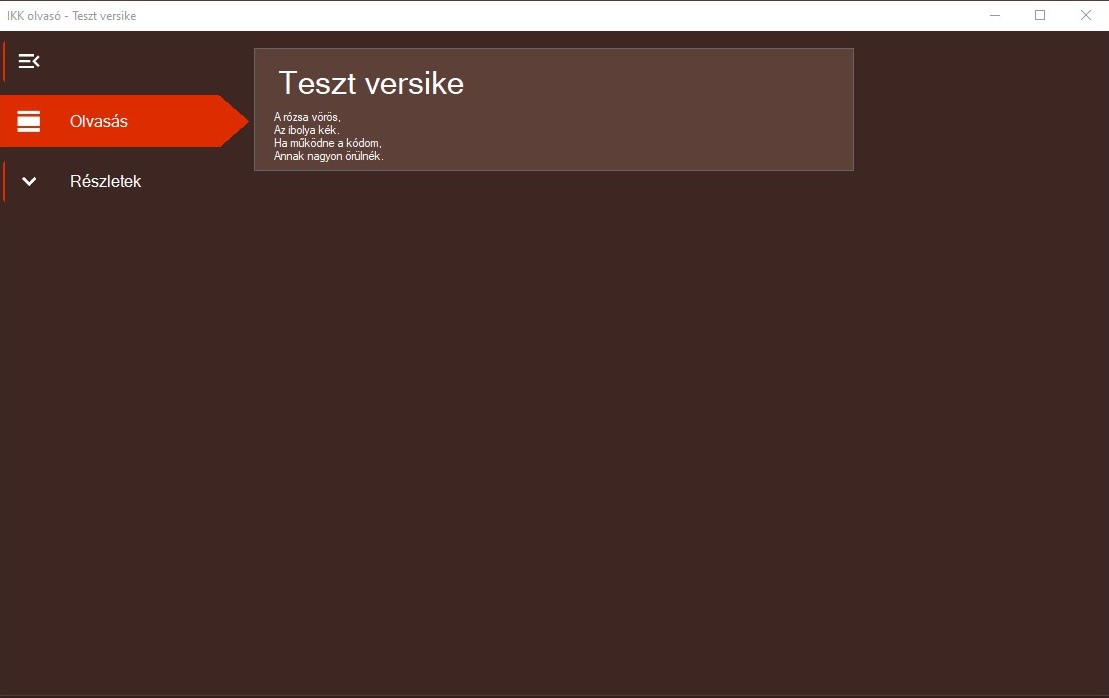 IKK olvasó - Teszt versike
Olvasás
Részletek
Teszt versike
A rózsa vörös,
Az ibolya kék.
Ha működne a kódom,
Annak nagyon örülnék.